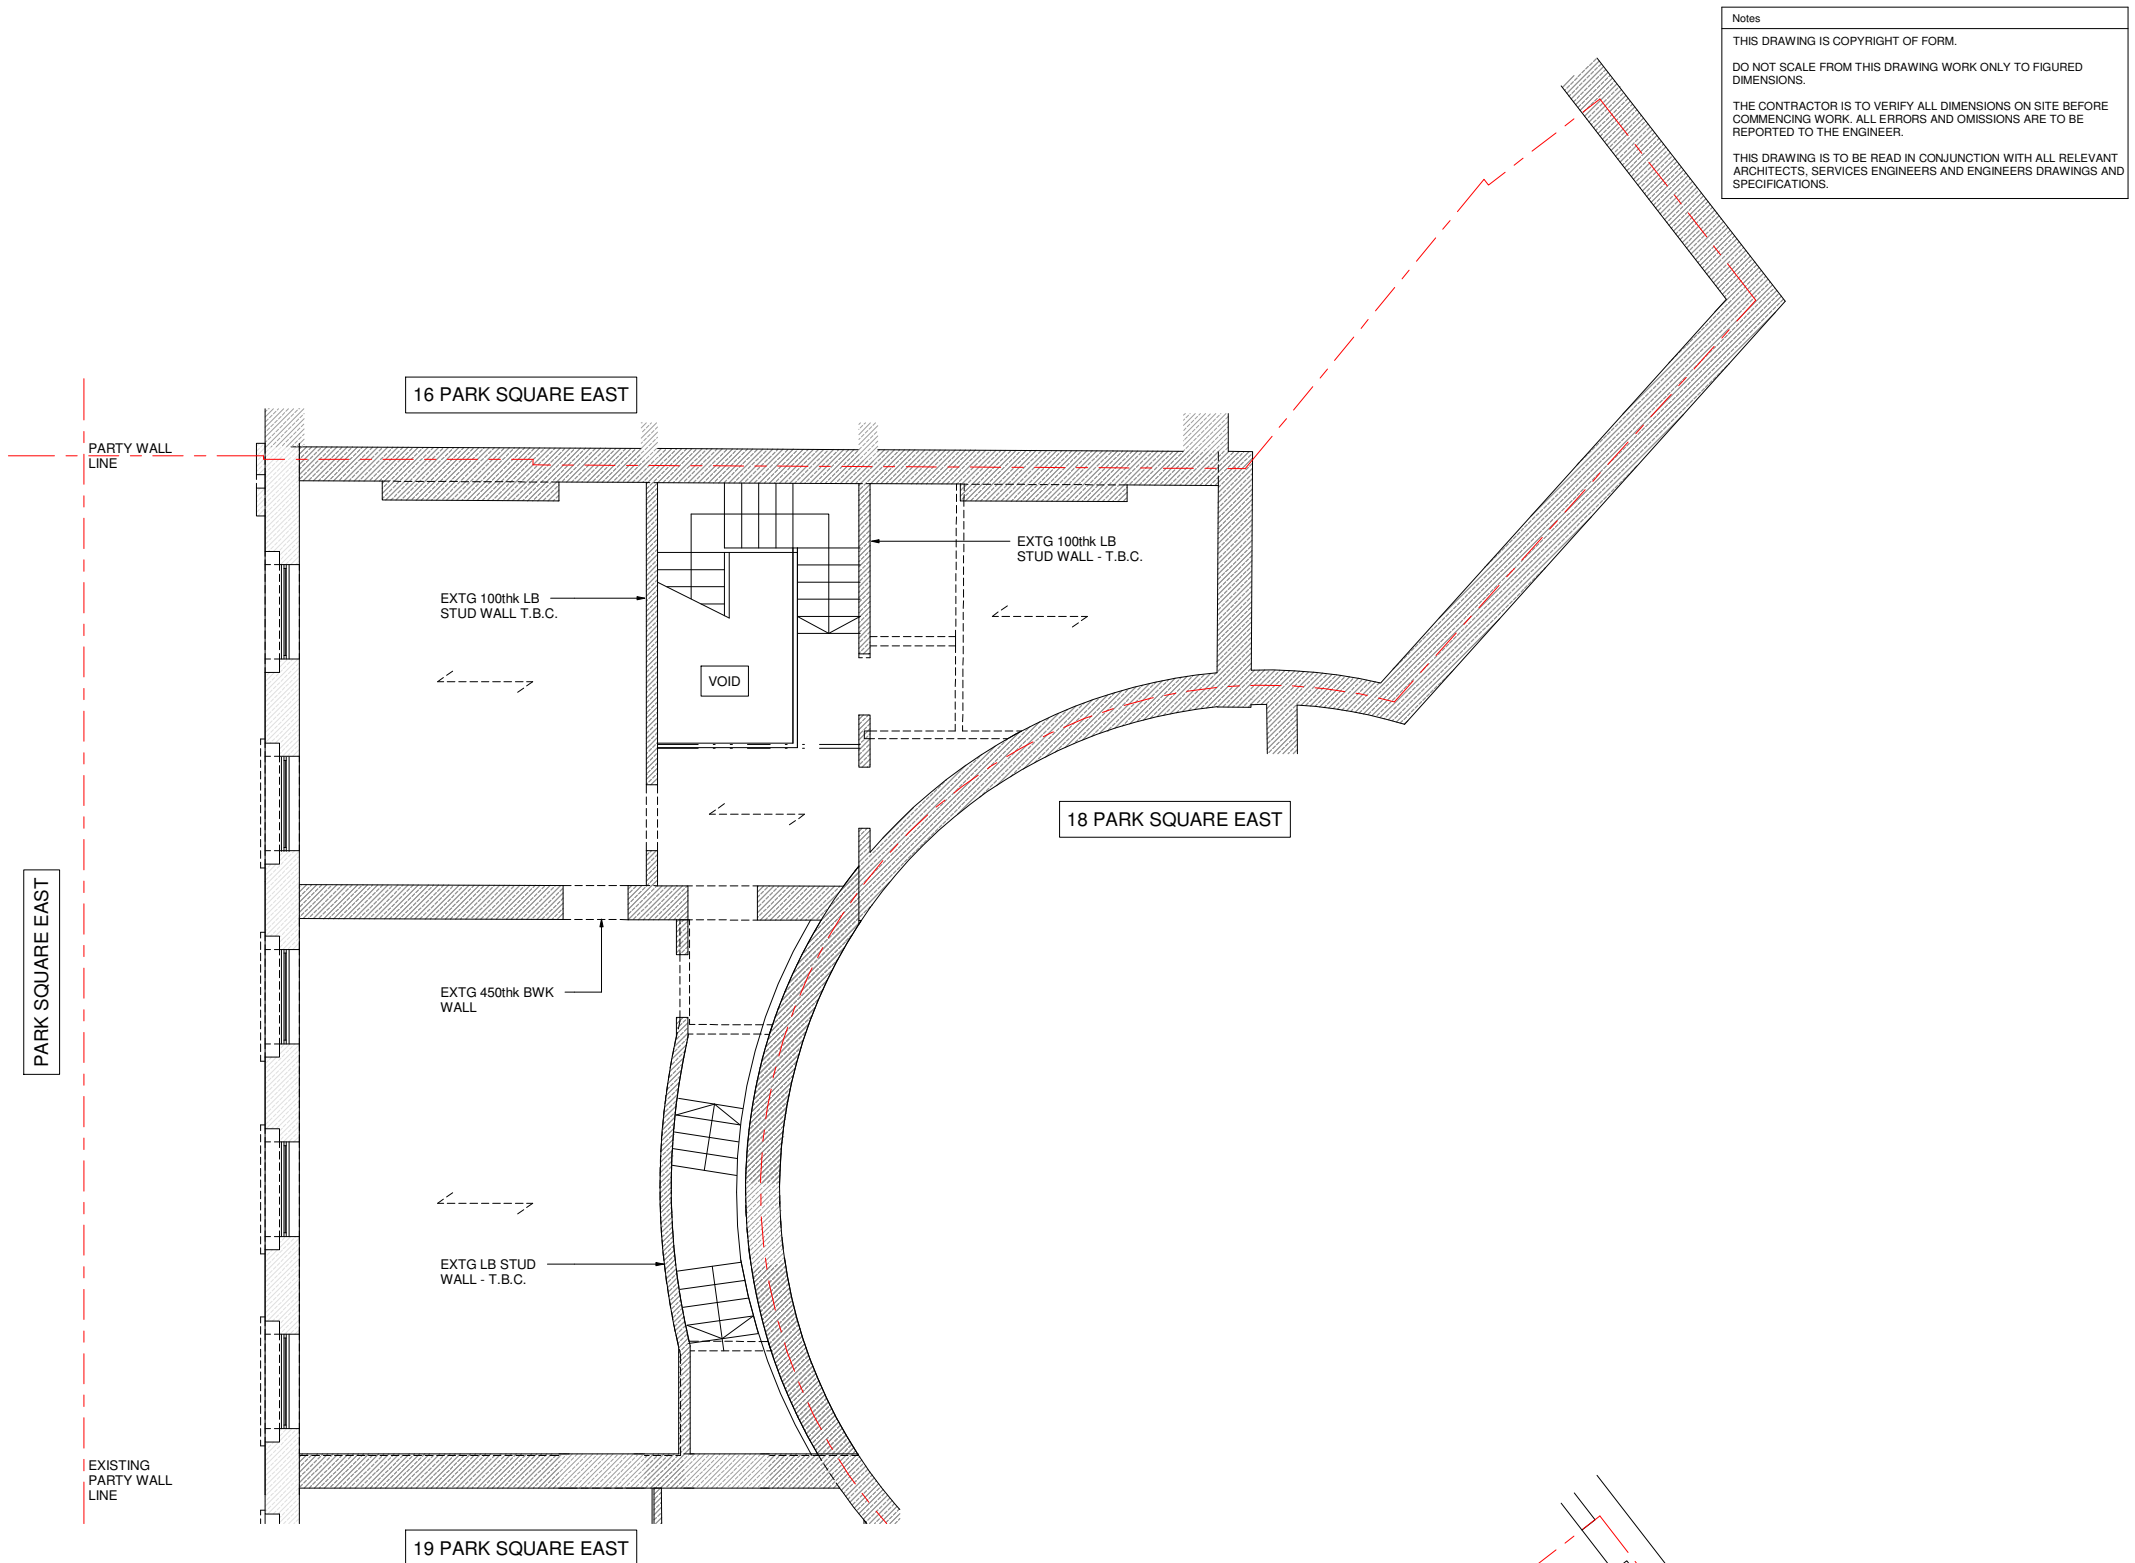 Notes
THIS DRAWING IS COPYRIGHT OF FORM.
DO NOT SCALE FROM THIS DRAWING WORK ONLY TO FIGURED
DIMENSIONS.
THE CONTRACTOR IS TO VERIFY ALL DIMENSIONS ON SITE BEFORE
COMMENCING WORK. ALL ERRORS AND OMISSIONS ARE TO BE
REPORTED TO THE ENGINEER.
THIS DRAWING IS TO BE READ IN CONJUNCTION WITH ALL RELEVANT
ARCHITECTS, SERVICES ENGINEERS AND ENGINEERS DRAWINGS AND
SPECIFICATIONS.
16 PARK SQUARE EAST
PARTY WALL
LINE
EXTG 100thk LB
STUD WALL - T.B.C.
EXTG 100thk LB
STUD WALL T.B.C.
VOID
18 PARK SQUARE EAST
PARK SQUARE EAST
EXTG 450thk BWK
WALL
EXTG LB STUD
WALL - T.B.C.
EXISTING
PARTY WALL
LINE
19 PARK SQUARE EAST